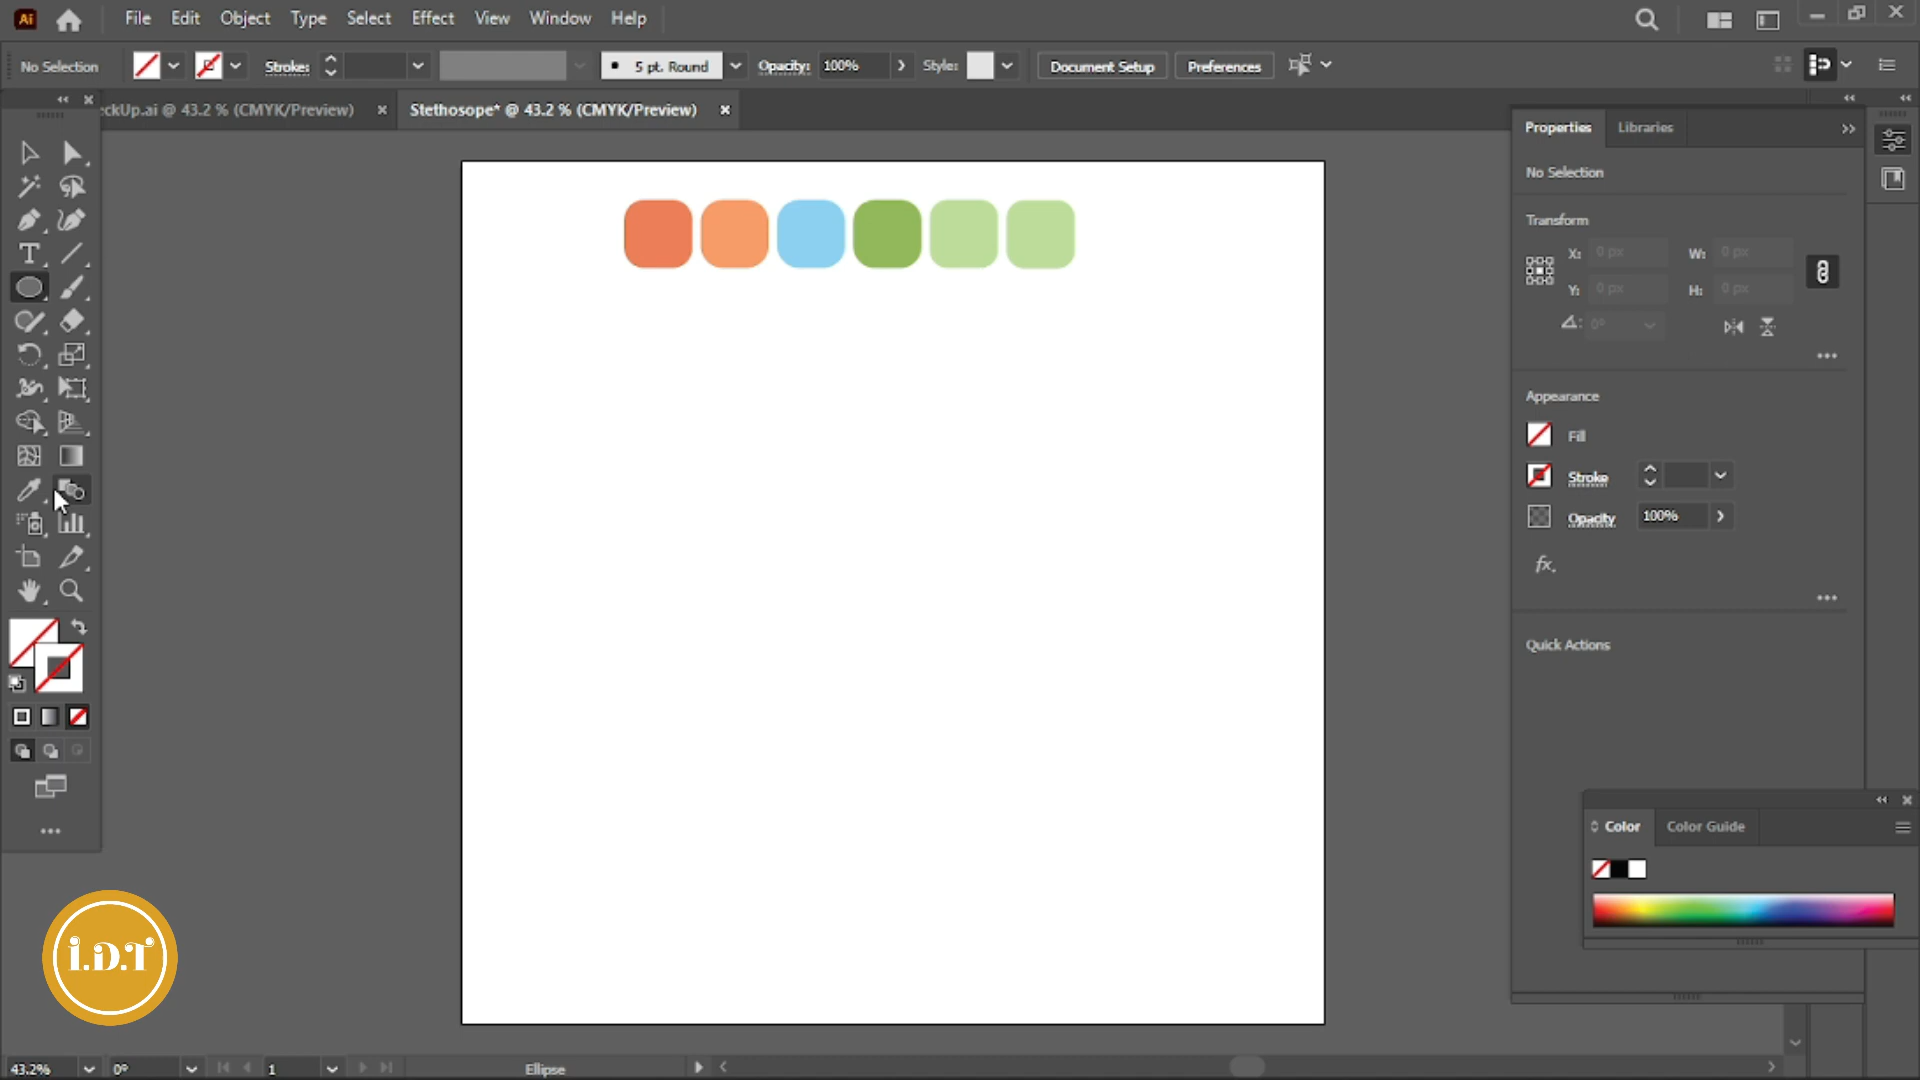 Ai File Edit Object Type Select Effect View Window Help
No Selection Stroke: 5 pt. Round Opacity: 100% Style: Document Setup Preferences
ckUp.ai @ 43.2 % (CMYK/Preview) Stethosope* @ 43.2 % (CMYK/Preview)
Properties Libraries
No Selection
Transform
X: 0 px W: 0 px
Y: 0 px H: 0 px
0°
Appearance
Fill
Stroke
Opacity 100%
fx.
Quick Actions
Color Color Guide
i.D.T
43.2% 0° 1 Ellipse